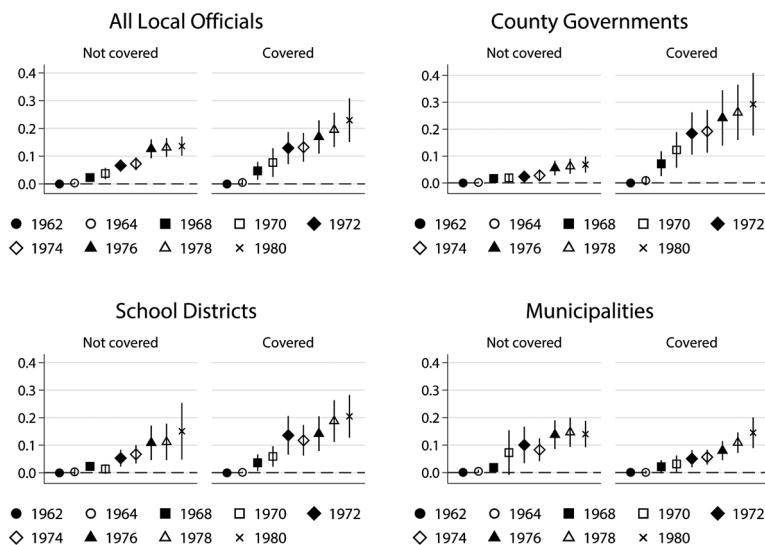 All Local Officials
Not covered Covered
0.4
0.3
0.2
0.1
0.0
1962 1964 1968 1970 1972
1974 1976 1978 1980
County Governments
Not covered Covered
0.4
0.3
0.2
0.1
0.0
1962 1964 1968 1970 1972
1974 1976 1978 1980
School Districts
Not covered Covered
0.4
0.3
0.2
0.1
0.0
1962 1964 1968 1970 1972
1974 1976 1978 1980
Municipalities
Not covered Covered
0.4
0.3
0.2
0.1
0.0
1962 1964 1968 1970 1972
1974 1976 1978 1980